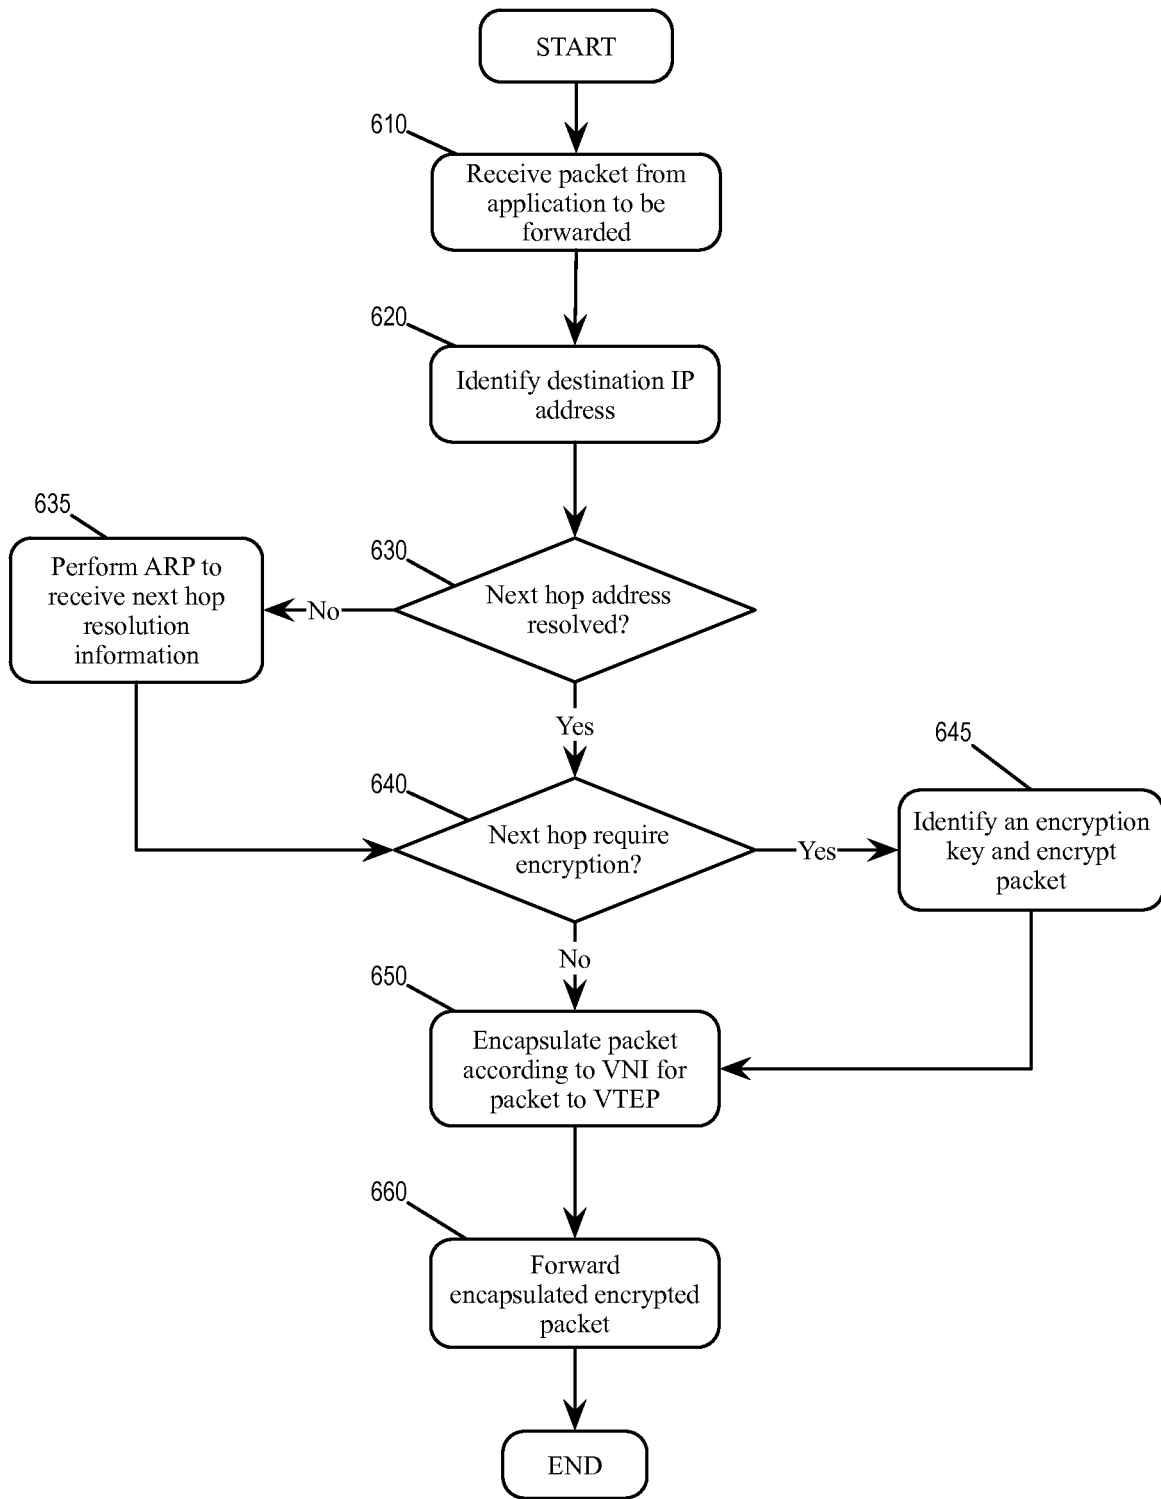 START
610
Receive packet from
application to be
forwarded
620
Identify destination IP
address
635
Perform ARP to
receive next hop
resolution
information
630
Next hop address
resolved?
No
Yes
640
Next hop require
encryption?
Yes
645
Identify an encryption
key and encrypt
packet
No
650
Encapsulate packet
according to VNI for
packet to VTEP
660
Forward
encapsulated encrypted
packet
END